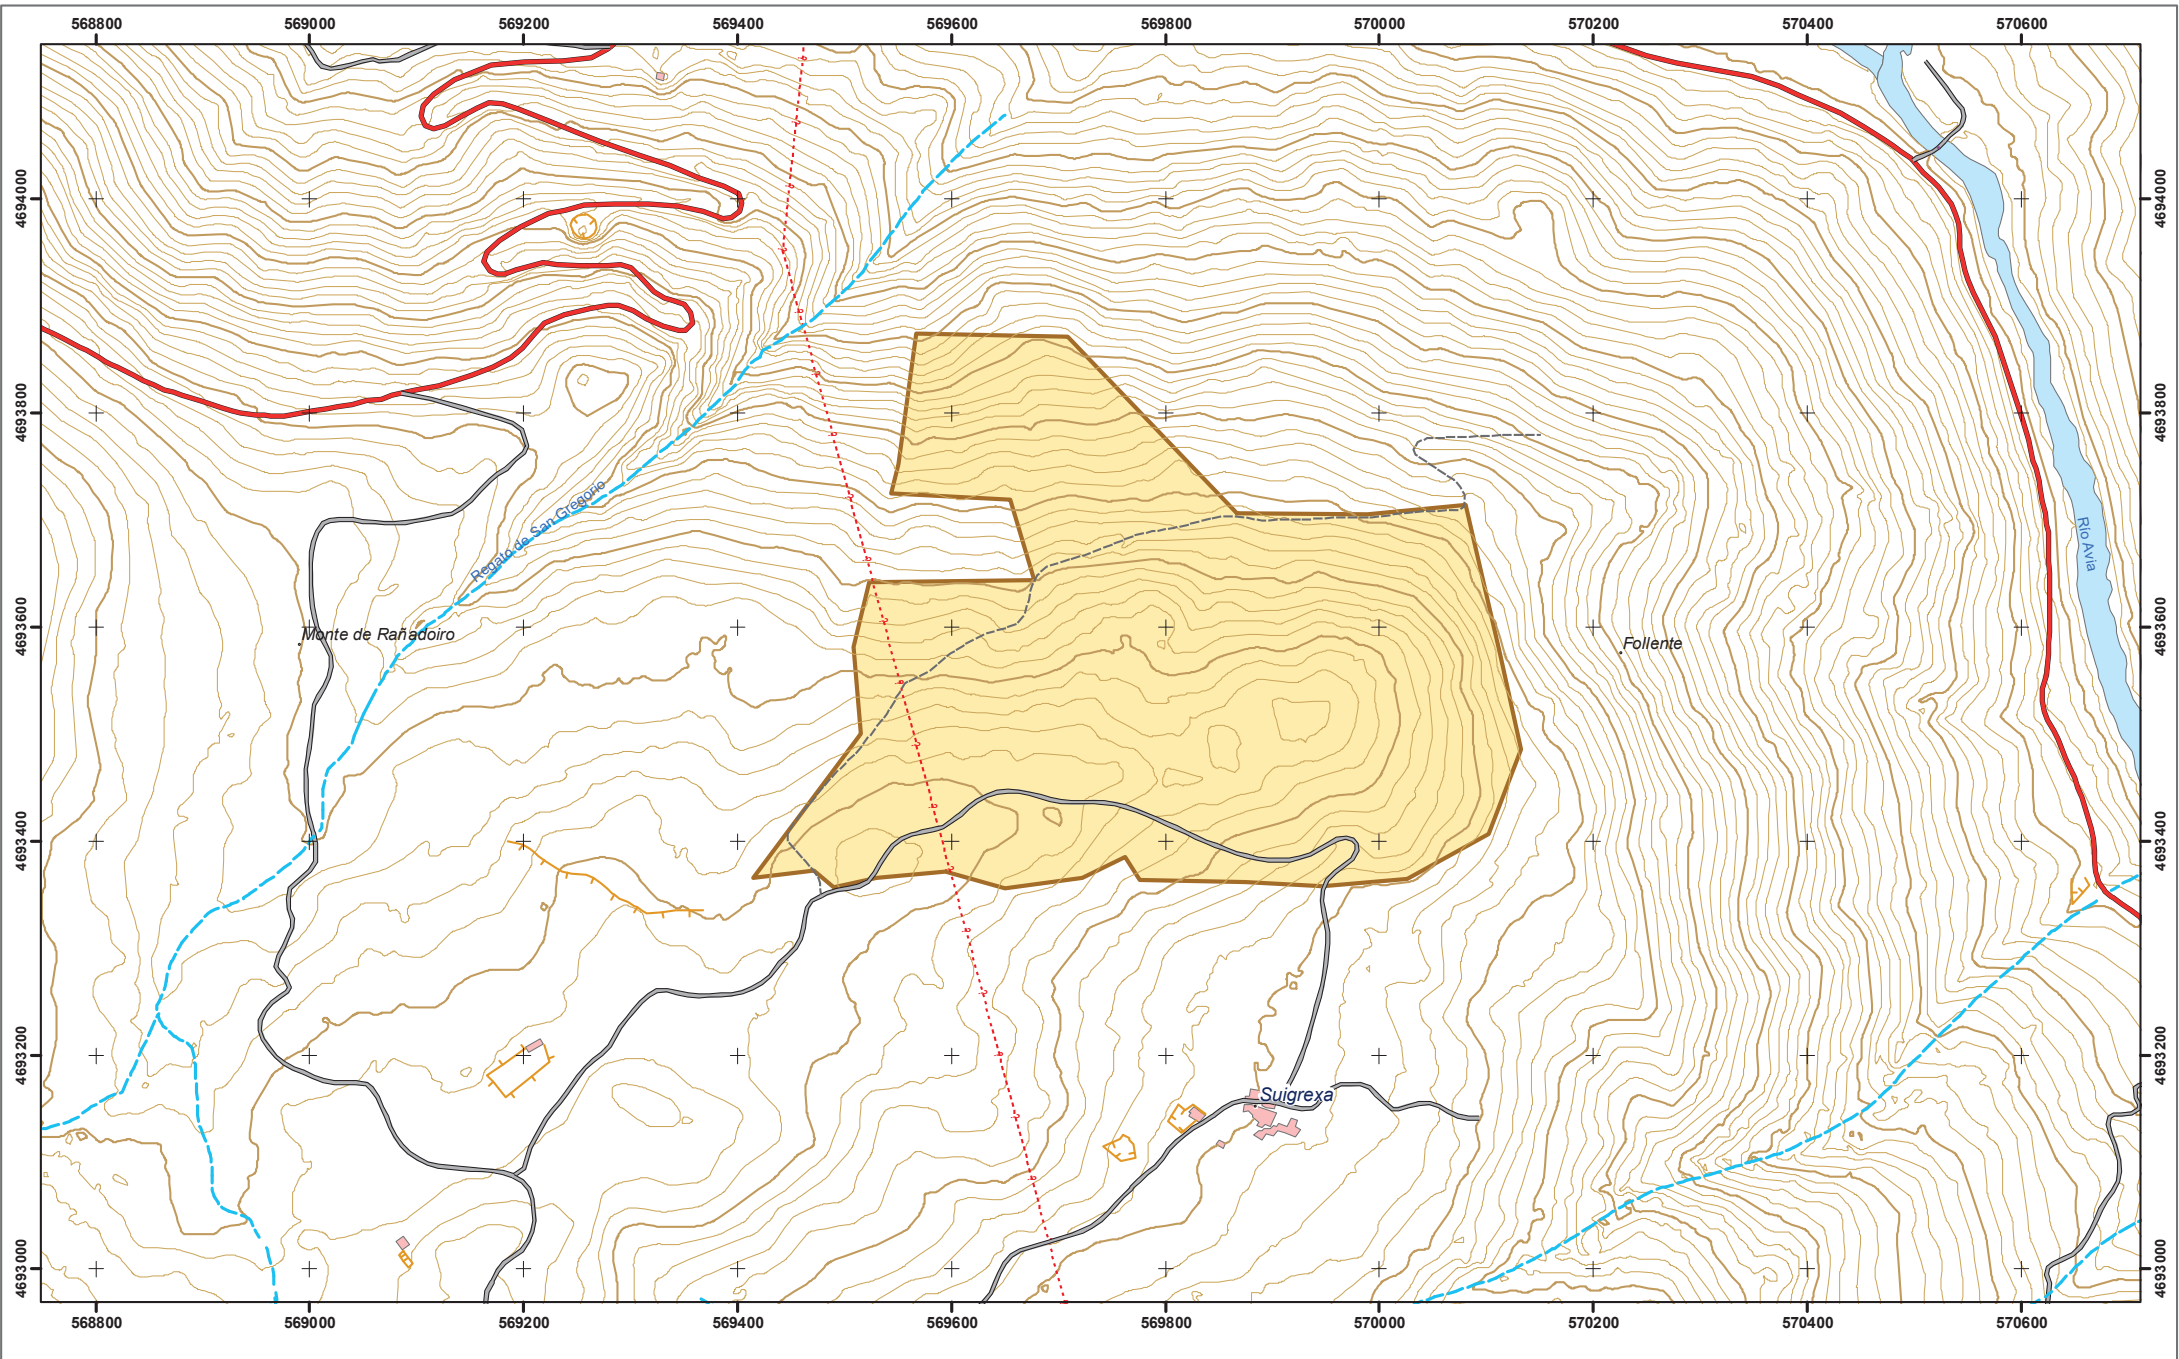 568800 569000 569200 569400 569600 569800 570000 570200 570400 570600
4694000 4694000
4693800 4693800
Regato de San Gregorio
Río Avia
4693600 4693600
Monte de Rañadoiro
Follente
4693400 4693400
4693200 4693200
Suigrexa
4693000 4693000
568800 569000 569200 569400 569600 569800 570000 570200 570400 570600